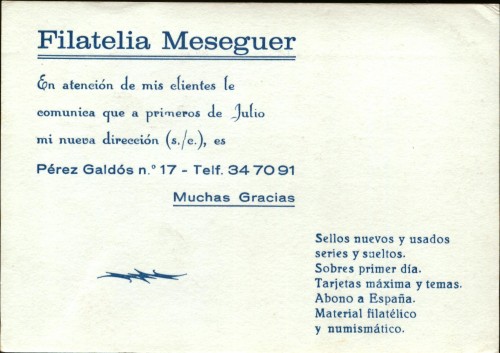 Filatelia Meseguer
En atención de mis clientes le
comunica que a primeros de Julio
mi nueva dirección (s./c.), es
Pérez Galdós n.º 17 - Telf. 34 70 91
Muchas Gracias
Sellos nuevos y usados
series y sueltos.
Sobres primer día.
Tarjetas máxima y temas.
Abono a España.
Material filatélico
y numismático.